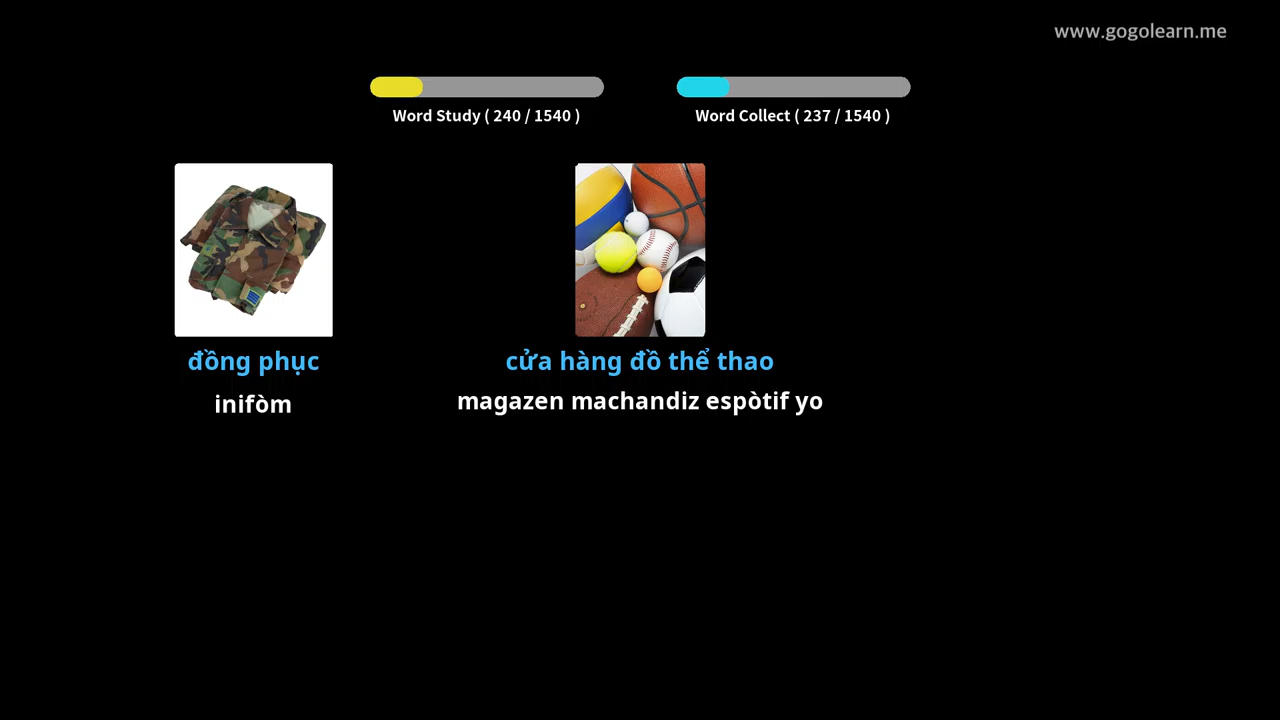 www.gogolearn.me
Word Study ( 240 / 1540 )
Word Collect ( 237 / 1540 )
đồng phục
inifòm
cửa hàng đồ thể thao
magazen machandiz espòtif yo